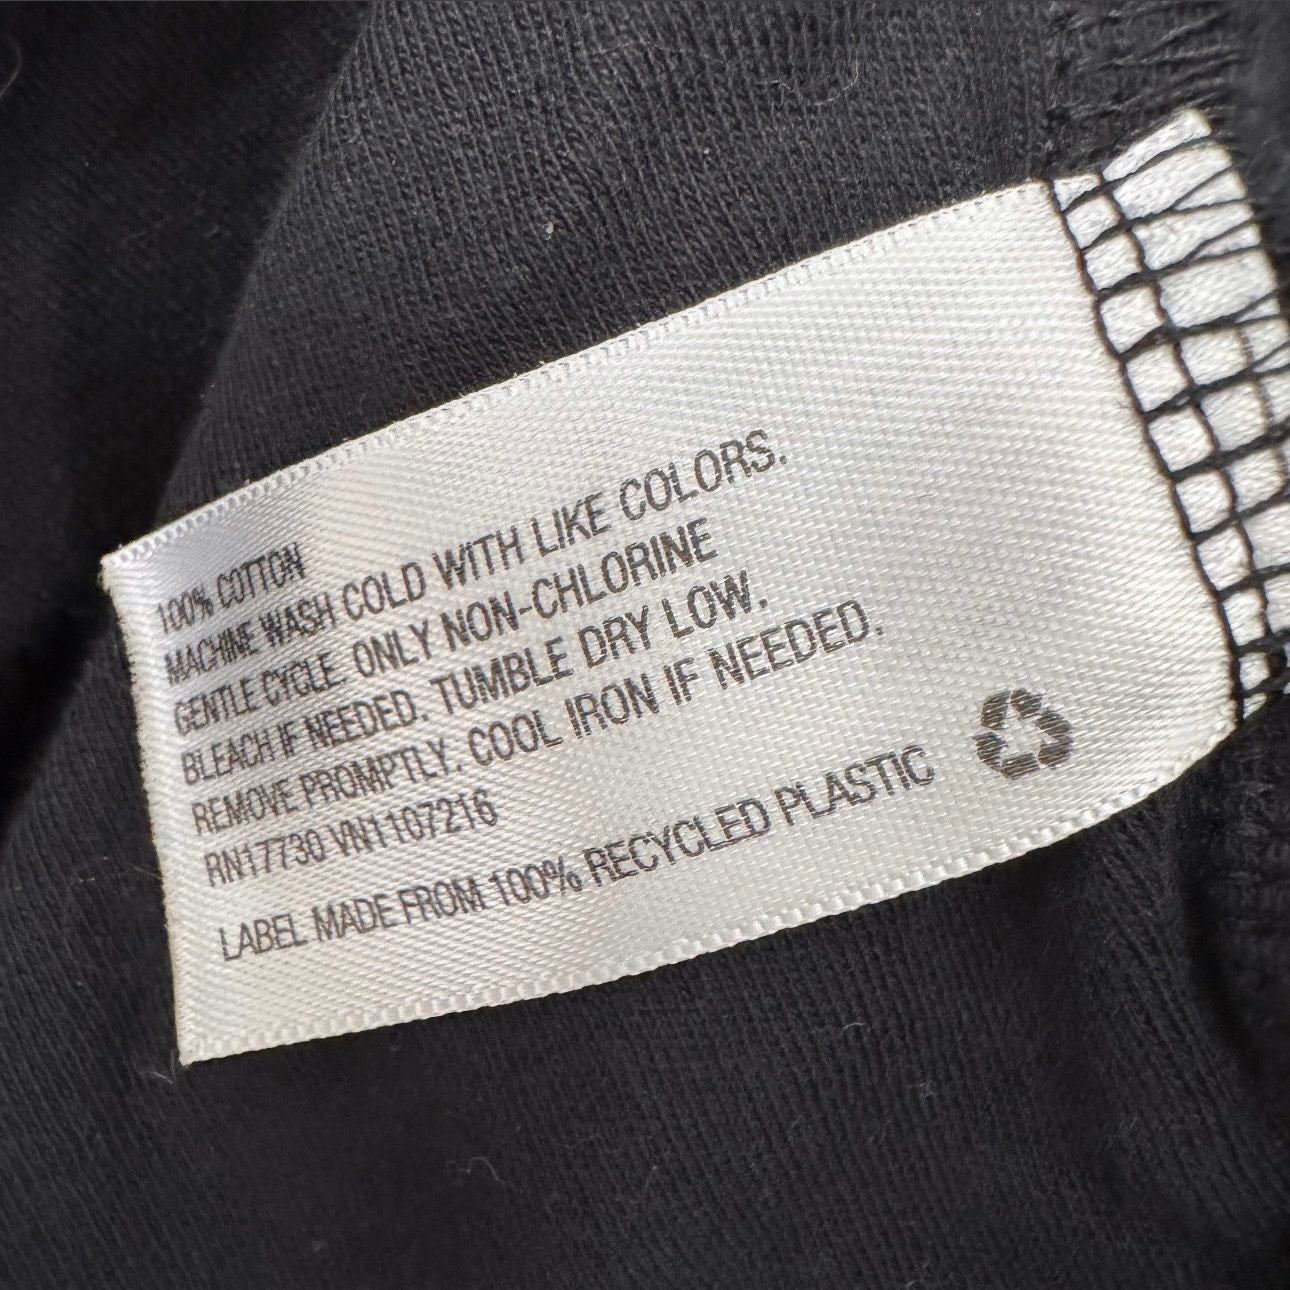 100% COTTON
MACHINE WASH COLD WITH LIKE COLORS.
GENTLE CYCLE. ONLY NON-CHLORINE
BLEACH IF NEEDED. TUMBLE DRY LOW.
REMOVE PROMPTLY. COOL IRON IF NEEDED.
RN17730 VN1107216
LABEL MADE FROM 100% RECYCLED PLASTIC